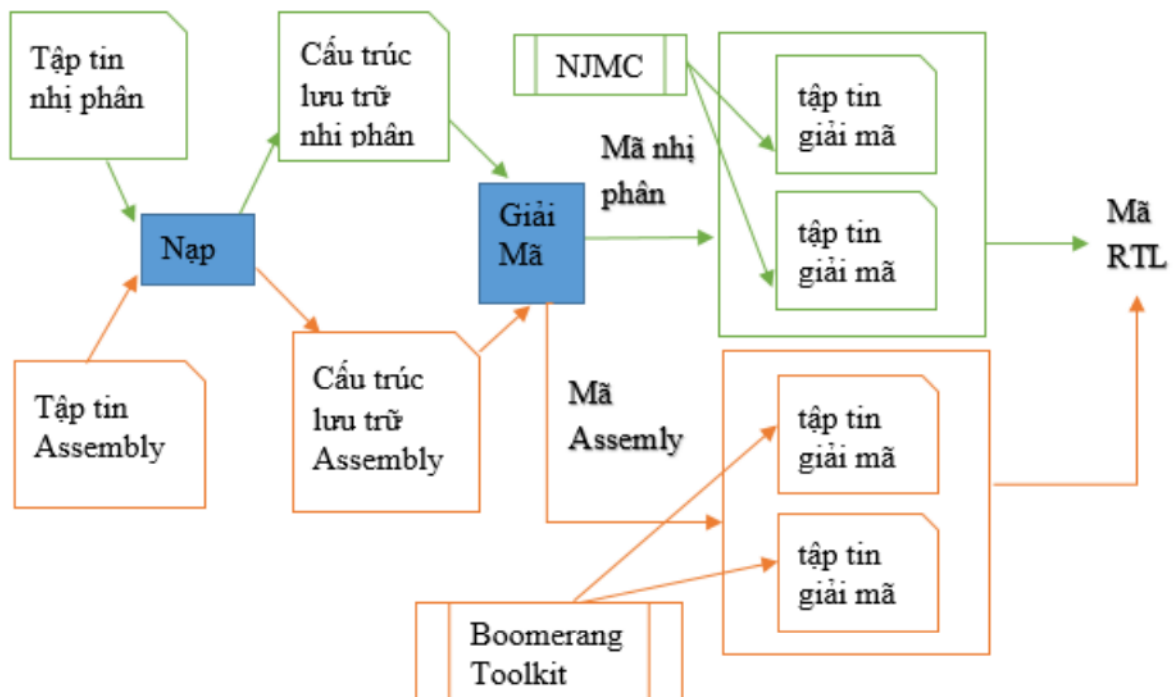 Tập tin
nhị phân
Cấu trúc
lưu trữ
nhị phân
NJMC
tập tin
giải mã
Mã nhị
phân
Giải
Mã
tập tin
giải mã
Mã
RTL
Nạp
Tập tin
Assembly
Cấu trúc
lưu trữ
Assembly
Mã
Assemly
tập tin
giải mã
tập tin
giải mã
Boomerang
Toolkit